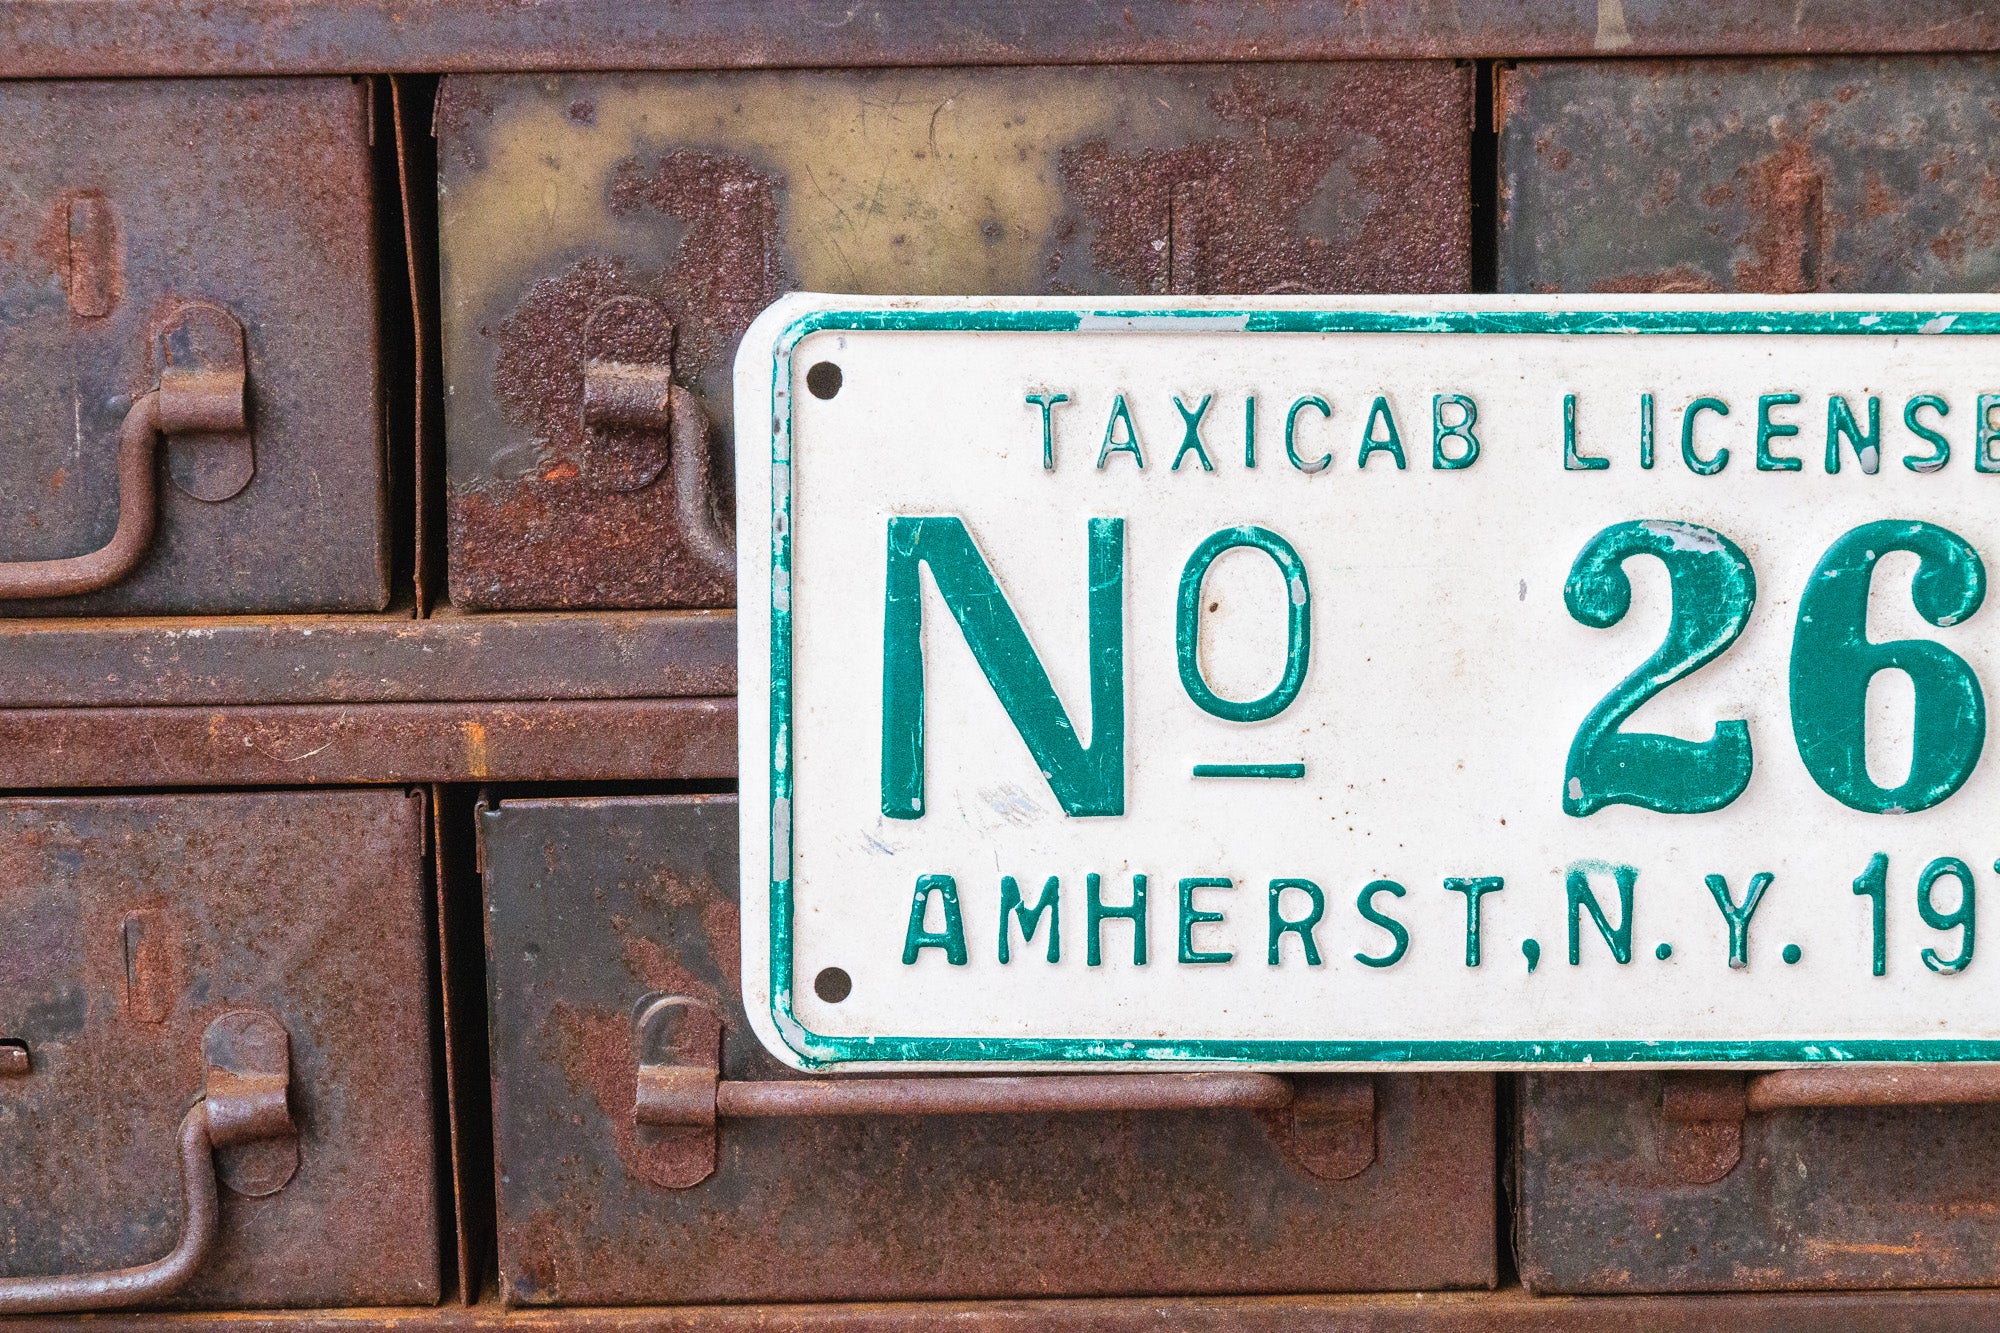 TAXICAB LICENSE
Nº 26
AMHERST, N.Y. 19